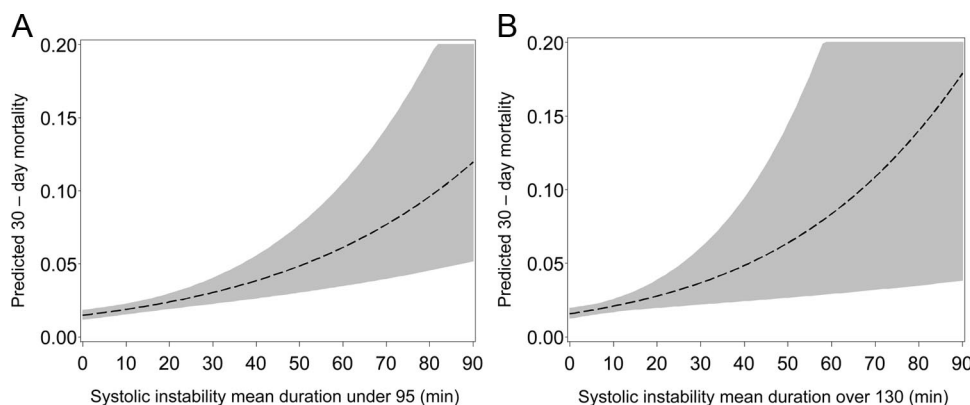 A
Predicted 30 – day mortality
0.20
0.15
0.10
0.05
0.00
0 10 20 30 40 50 60 70 80 90
Systolic instability mean duration under 95 (min)
B
Predicted 30 – day mortality
0.20
0.15
0.10
0.05
0.00
0 10 20 30 40 50 60 70 80 90
Systolic instability mean duration over 130 (min)